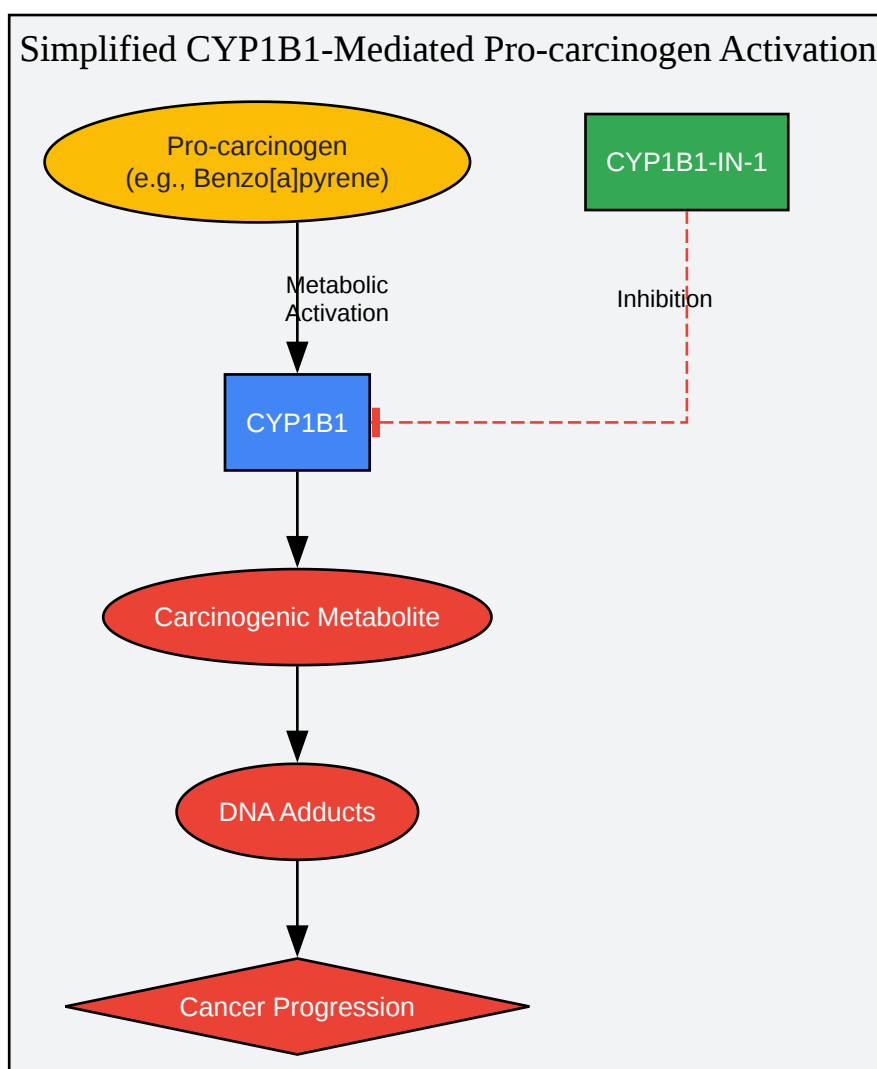 Simplified CYP1B1-Mediated Pro-carcinogen Activation
Pro-carcinogen
(e.g., Benzo[a]pyrene)
CYP1B1-IN-1
Metabolic
Activation
Inhibition
CYP1B1
Carcinogenic Metabolite
DNA Adducts
Cancer Progression